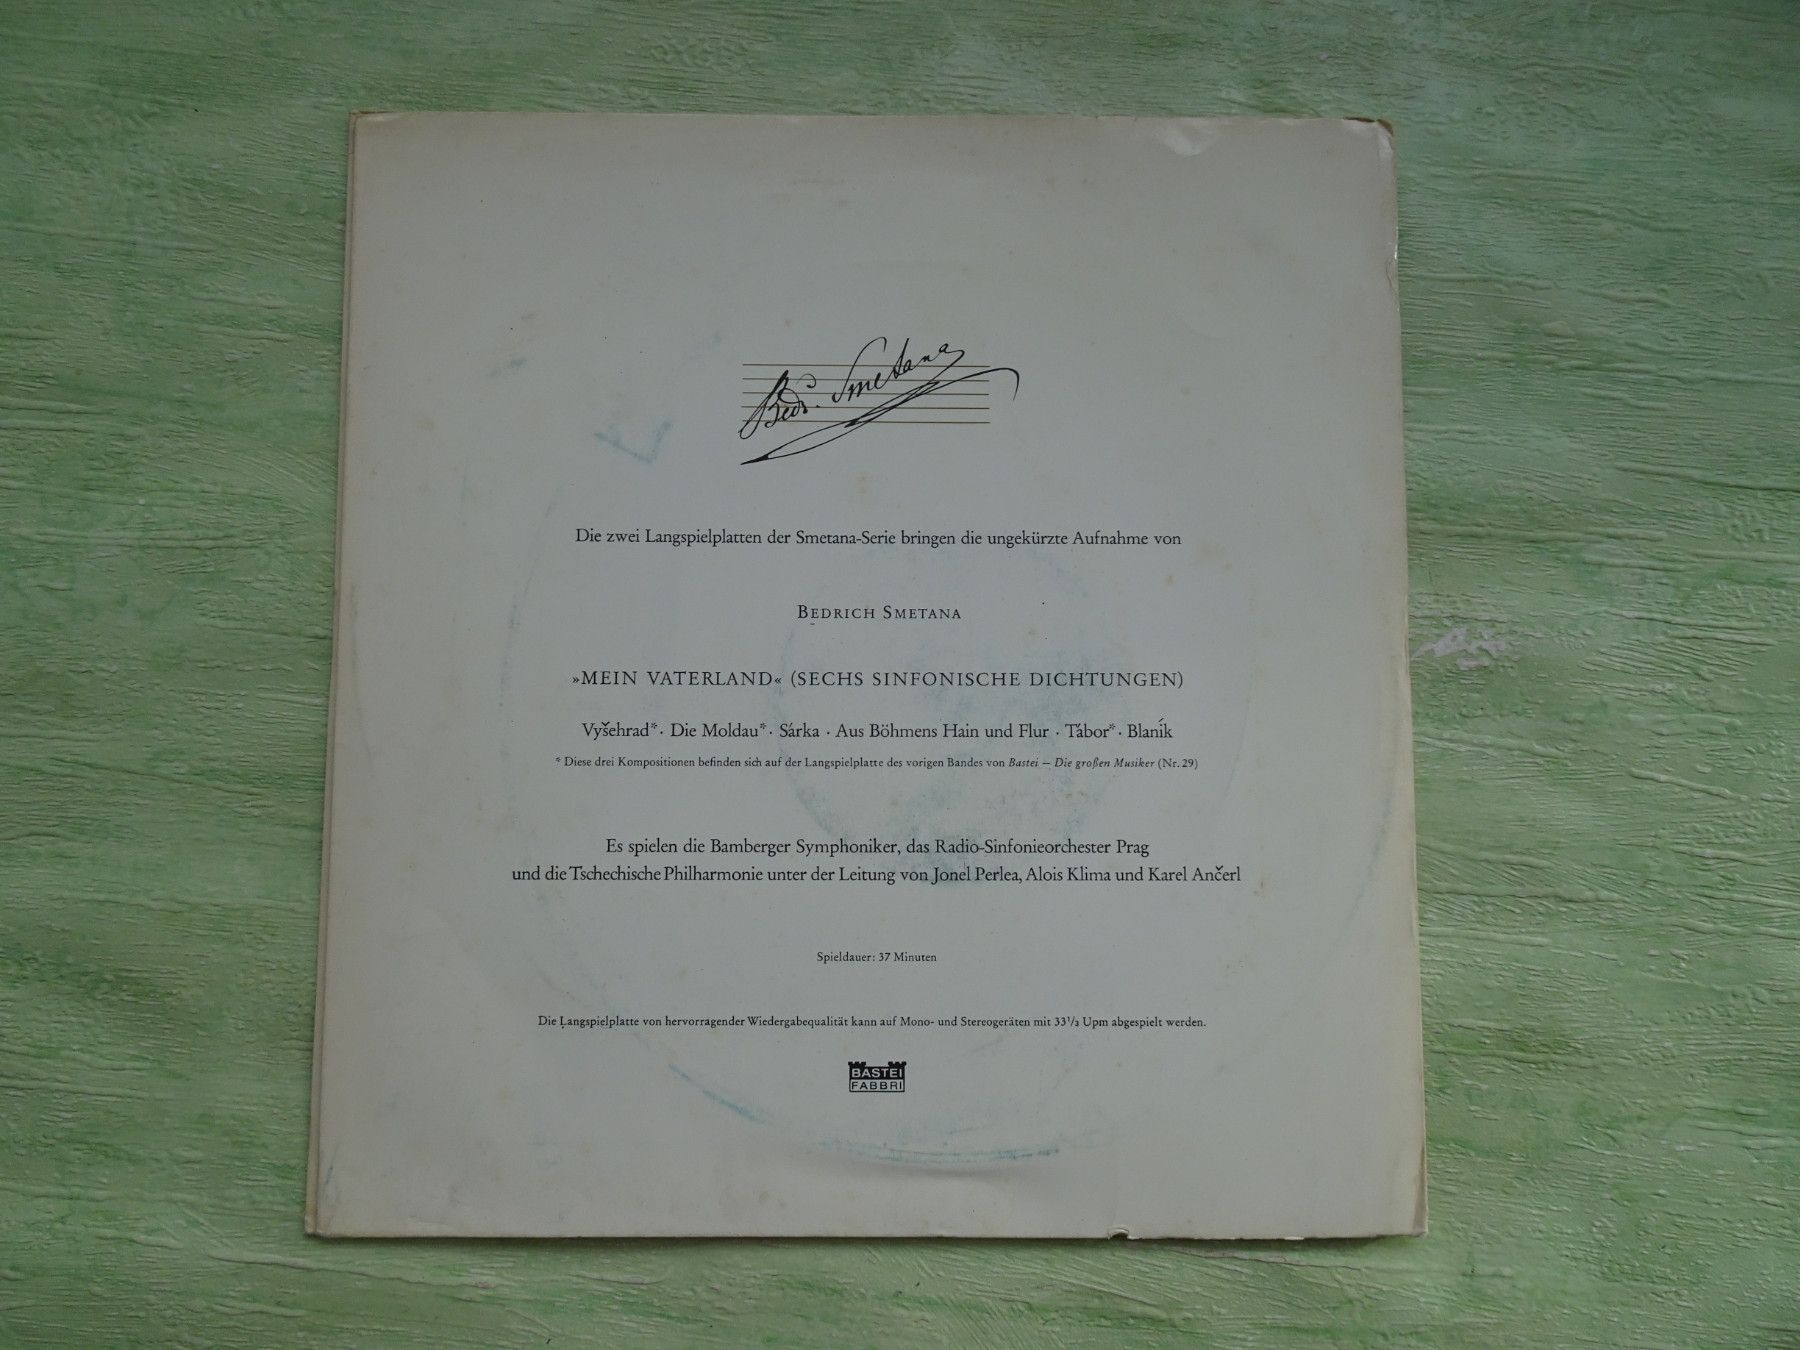 Bedř. Smetana
Die zwei Langspielplatten der Smetana-Serie bringen die ungekürzte Aufnahme von
BEDRICH SMETANA
»MEIN VATERLAND« (SECHS SINFONISCHE DICHTUNGEN)
Vyšehrad* · Die Moldau* · Sárka · Aus Böhmens Hain und Flur · Tábor* · Blaník
* Diese drei Kompositionen befinden sich auf der Langspielplatte des vorigen Bandes von Bastei – Die großen Musiker (Nr. 29)
Es spielen die Bamberger Symphoniker, das Radio-Sinfonieorchester Prag
und die Tschechische Philharmonie unter der Leitung von Jonel Perlea, Alois Klima und Karel Ančerl
Spieldauer: 37 Minuten
Die Langspielplatte von hervorragender Wiedergabequalität kann auf Mono- und Stereogeräten mit 33¹/₃ Upm abgespielt werden.
BASTEI
FABBRI